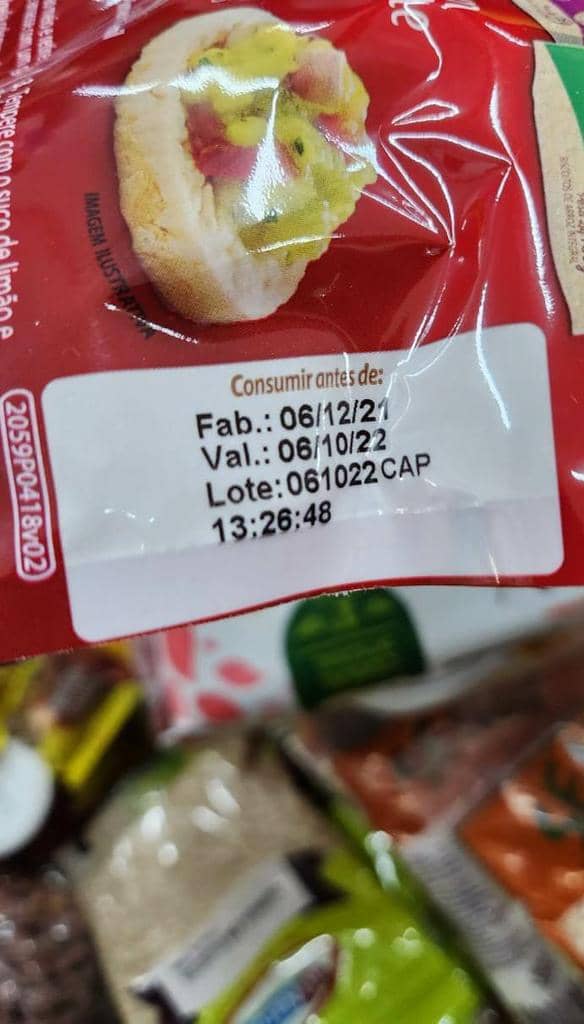 Tempere com o suco de limão e
IMAGEM ILUSTRATIVA
2059P0418v02
Consumir antes de:
Fab.: 06/12/21
Val.: 06/10/22
Lote: 061022 CAP
13:26:48